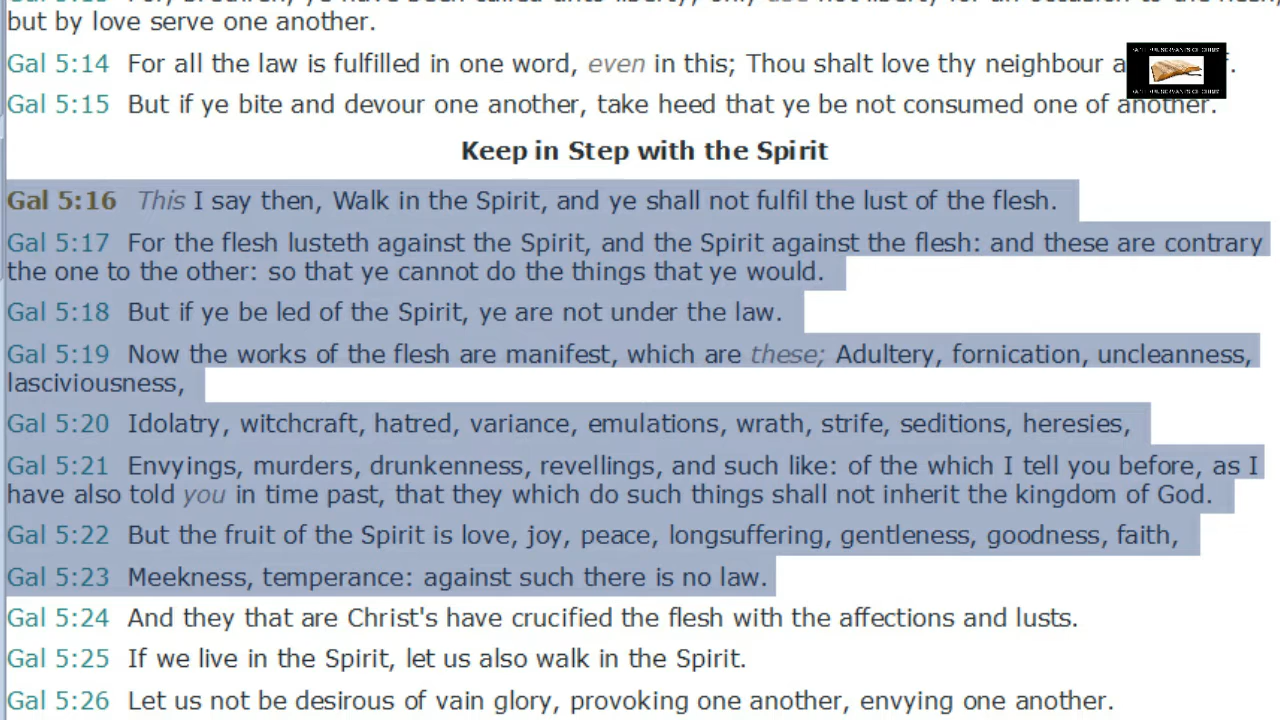 but by love serve one another.
Gal 5:14 For all the law is fulfilled in one word, even in this; Thou shalt love thy neighbour
Gal 5:15 But if ye bite and devour one another, take heed that ye be not consumed one of another.
Keep in Step with the Spirit
Gal 5:16 This I say then, Walk in the Spirit, and ye shall not fulfil the lust of the flesh.
Gal 5:17 For the flesh lusteth against the Spirit, and the Spirit against the flesh: and these are contrary
the one to the other: so that ye cannot do the things that ye would.
Gal 5:18 But if ye be led of the Spirit, ye are not under the law.
Gal 5:19 Now the works of the flesh are manifest, which are these; Adultery, fornication, uncleanness,
lasciviousness,
Gal 5:20 Idolatry, witchcraft, hatred, variance, emulations, wrath, strife, seditions, heresies,
Gal 5:21 Envyings, murders, drunkenness, revellings, and such like: of the which I tell you before, as I
have also told you in time past, that they which do such things shall not inherit the kingdom of God.
Gal 5:22 But the fruit of the Spirit is love, joy, peace, longsuffering, gentleness, goodness, faith,
Gal 5:23 Meekness, temperance: against such there is no law.
Gal 5:24 And they that are Christ's have crucified the flesh with the affections and lusts.
Gal 5:25 If we live in the Spirit, let us also walk in the Spirit.
Gal 5:26 Let us not be desirous of vain glory, provoking one another, envying one another.